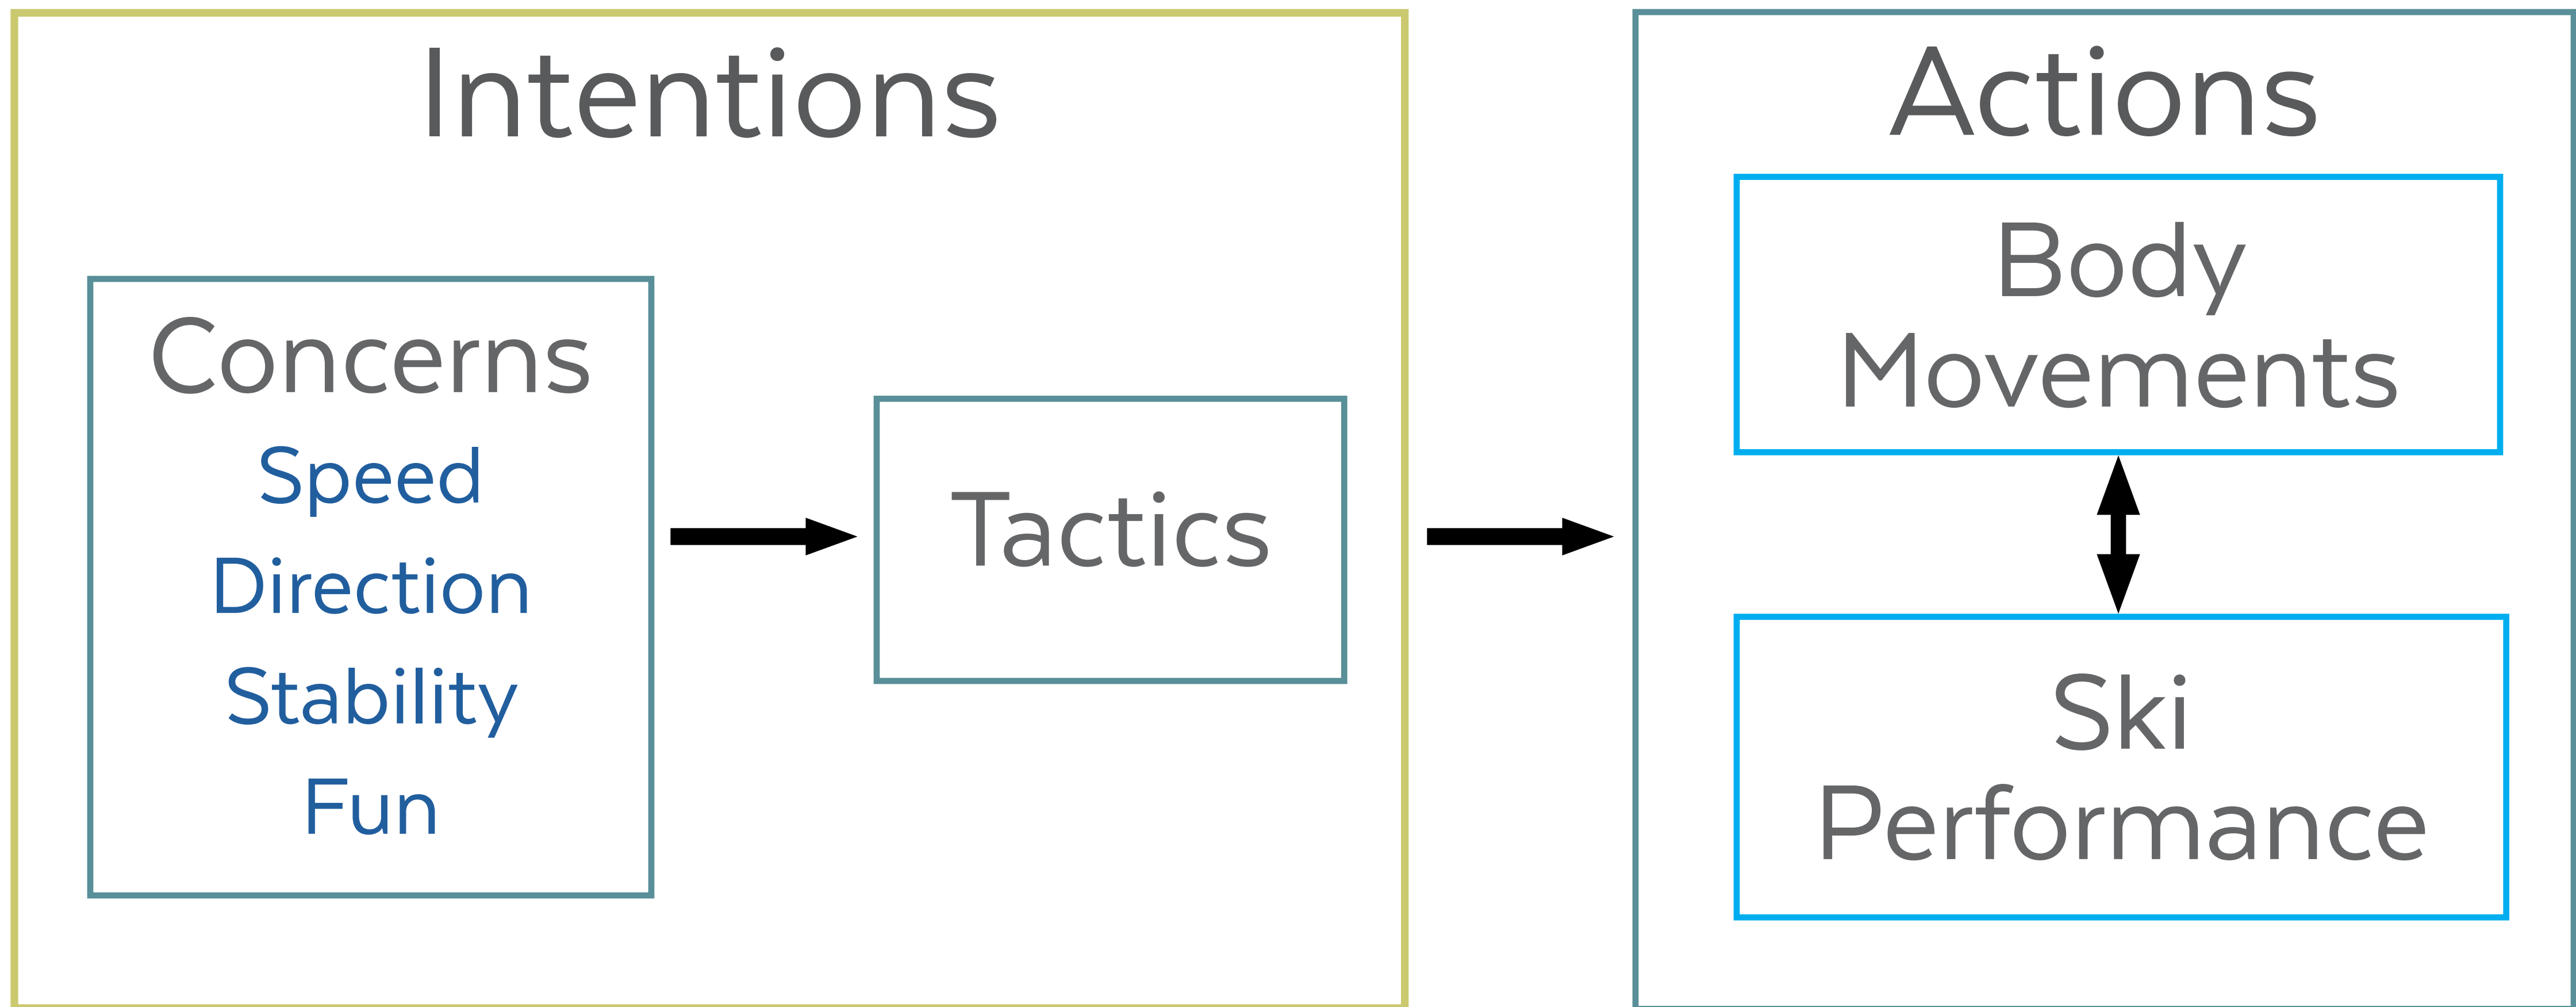 Intentions
Concerns
Speed
Direction
Stability
Fun
Tactics
Actions
Body
Movements
Ski
Performance